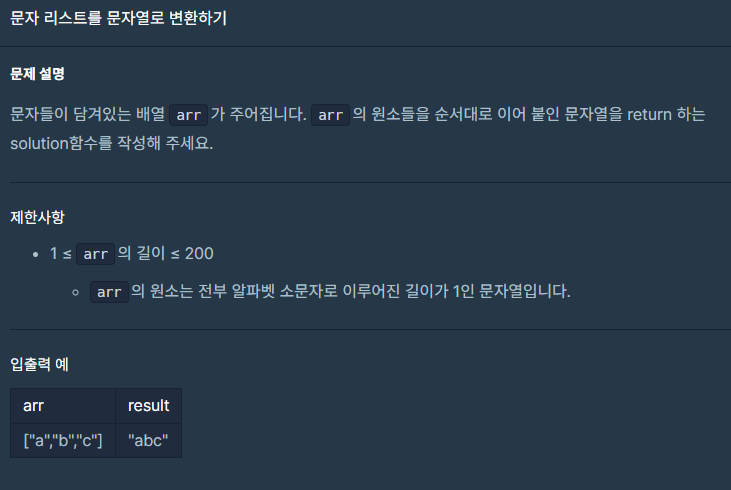 문자 리스트를 문자열로 변환하기
문제 설명
문자들이 담겨있는 배열 arr 가 주어집니다. arr 의 원소들을 순서대로 이어 붙인 문자열을 return 하는
solution함수를 작성해 주세요.
제한사항
• 1 ≤ arr 의 길이 ≤ 200
◦ arr 의 원소는 전부 알파벳 소문자로 이루어진 길이가 1인 문자열입니다.
입출력 예
arr result
["a","b","c"] "abc"